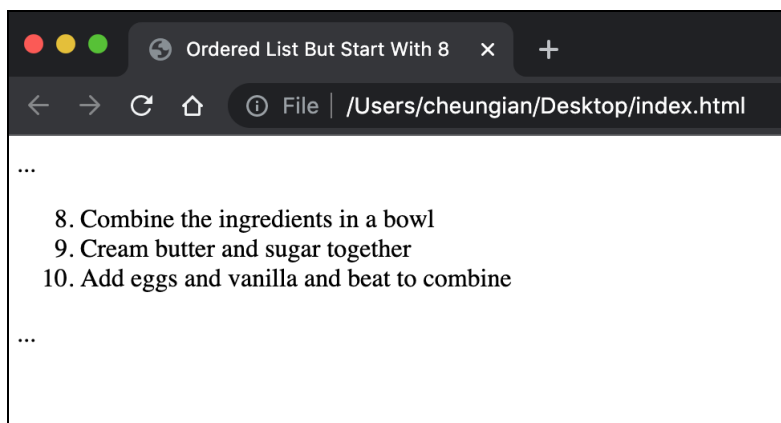 Ordered List But Start With 8
File | /Users/cheungian/Desktop/index.html
...
8. Combine the ingredients in a bowl
9. Cream butter and sugar together
10. Add eggs and vanilla and beat to combine
...